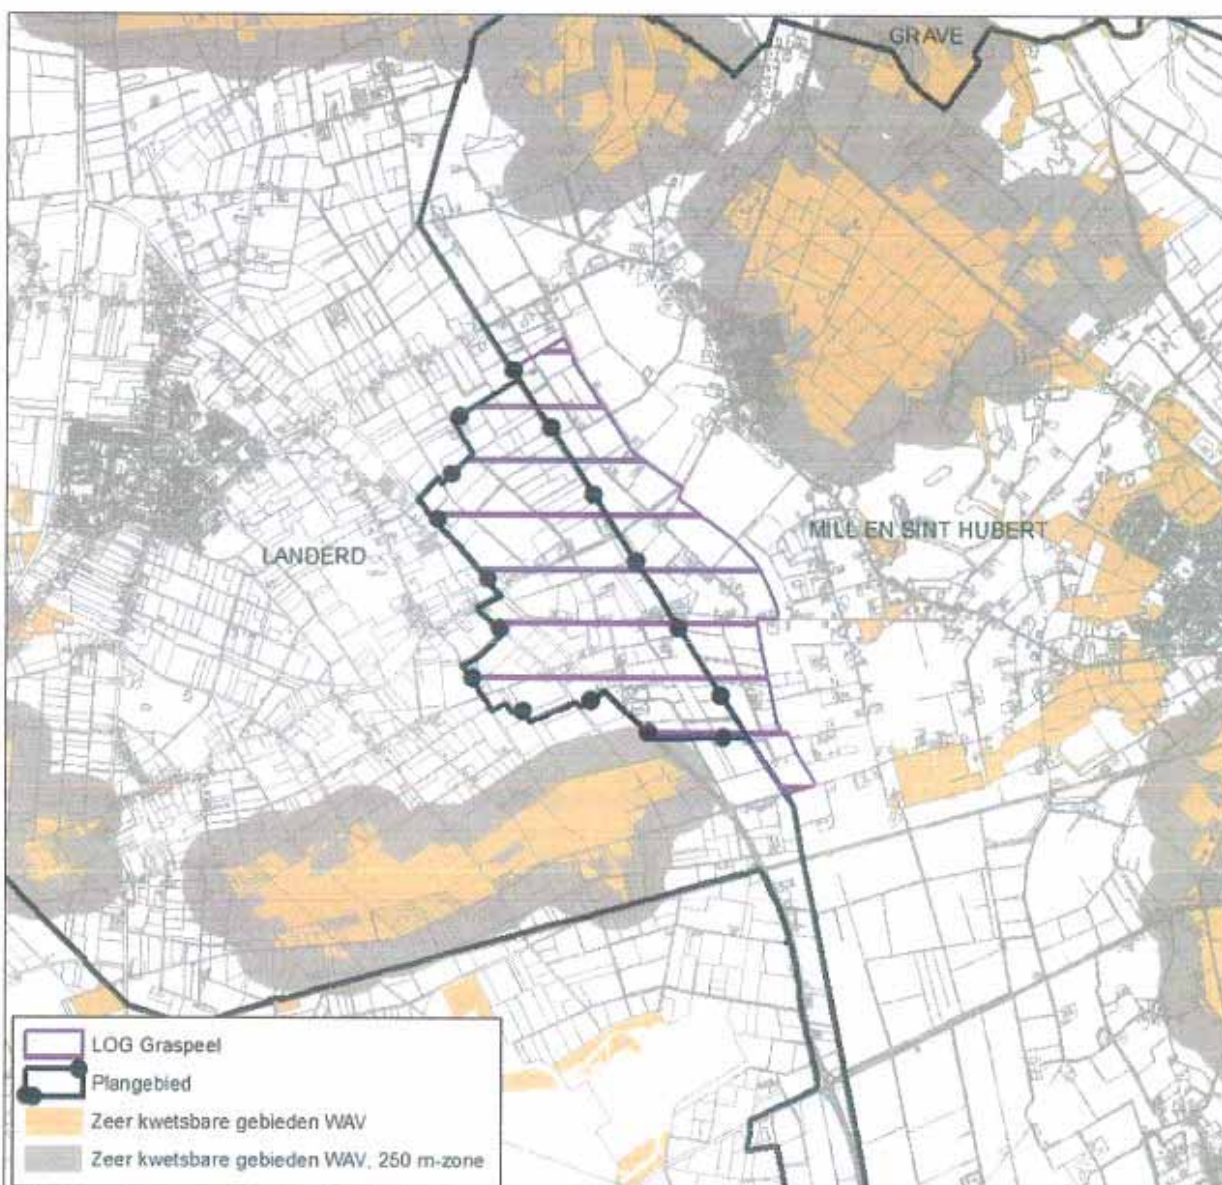 GRAVE
MILL EN SINT HUBERT
LANDERD
LOG Graspeel
Plangebied
Zeer kwetsbare gebieden WAV
Zeer kwetsbare gebieden WAV, 250 m-zone